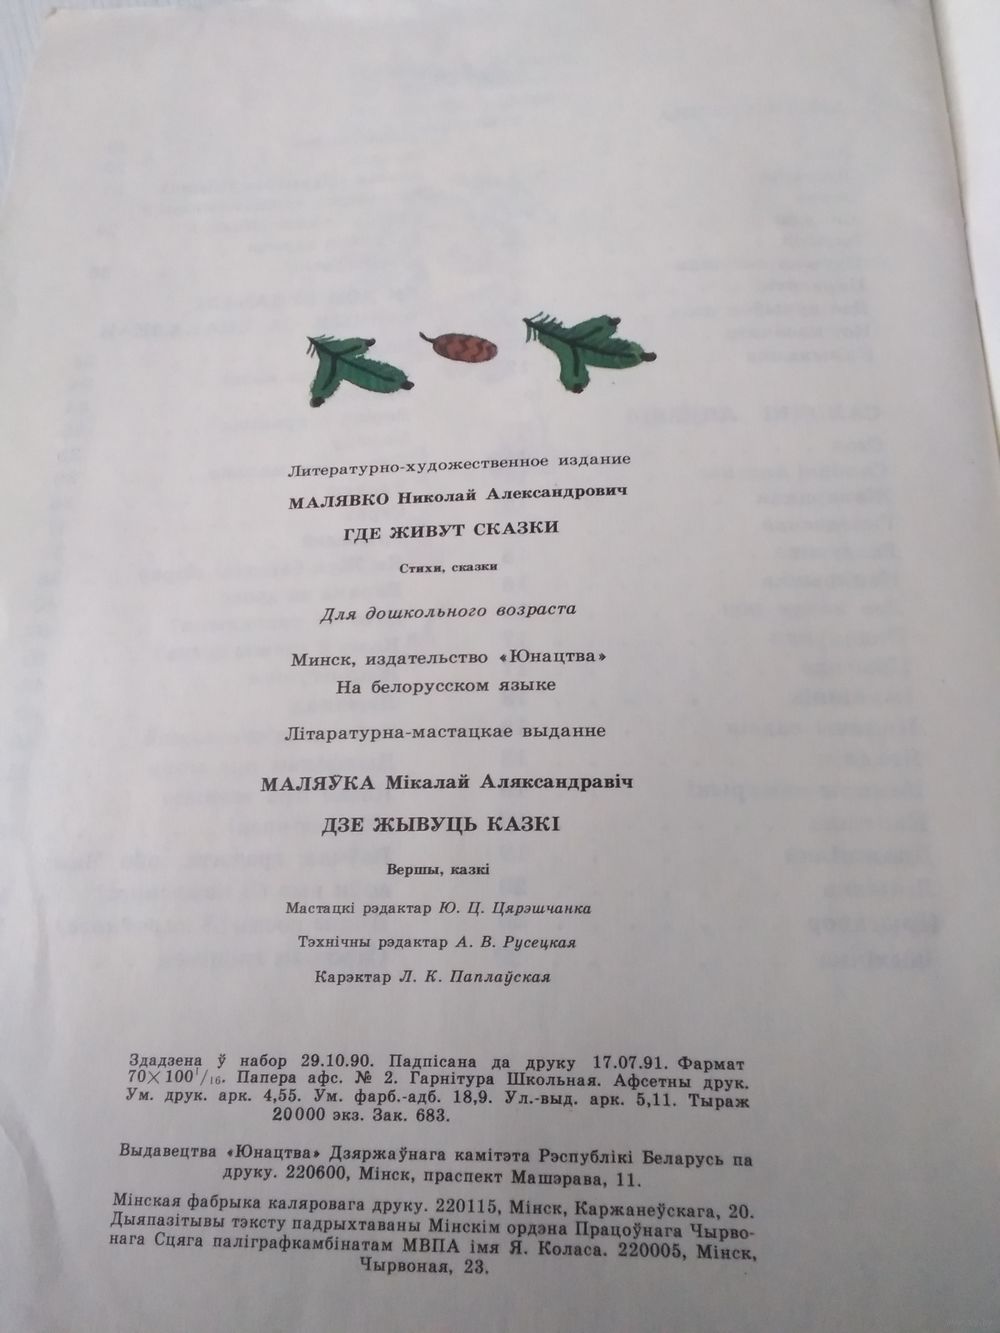 Литературно-художественное издание
МАЛЯВКО Николай Александрович
ГДЕ ЖИВУТ СКАЗКИ
Стихи, сказки
Для дошкольного возраста
Минск, издательство «Юнацтва»
На белорусском языке
Літаратурна-мастацкае выданне
МАЛЯЎКА Мікалай Аляксандравіч
ДЗЕ ЖЫВУЦЬ КАЗКІ
Вершы, казкі
Мастацкі рэдактар Ю. Ц. Цярэшчанка
Тэхнічны рэдактар А. В. Русецкая
Карэктар Л. К. Паплаўская
Здадзена ў набор 29.10.90. Падпісана да друку 17.07.91. Фармат
70×100¹/₁₆. Папера афс. № 2. Гарнітура Школьная. Афсетны друк.
Ум. друк. арк. 4,55. Ум. фарб.-адб. 18,9. Ул.-выд. арк. 5,11. Тыраж
20 000 экз. Зак. 683.
Выдавецтва «Юнацтва» Дзяржаўнага камітэта Рэспублікі Беларусь па
друку. 220600, Мінск, праспект Машэрава, 11.
Мінская фабрыка каляровага друку. 220115, Мінск, Каржанеўскага, 20.
Дыяпазітывы тэксту падрыхтаваны Мінскім ордэна Працоўнага Чырво-
нага Сцяга паліграфкамбінатам МВПА імя Я. Коласа. 220005, Мінск,
Чырвоная, 23.